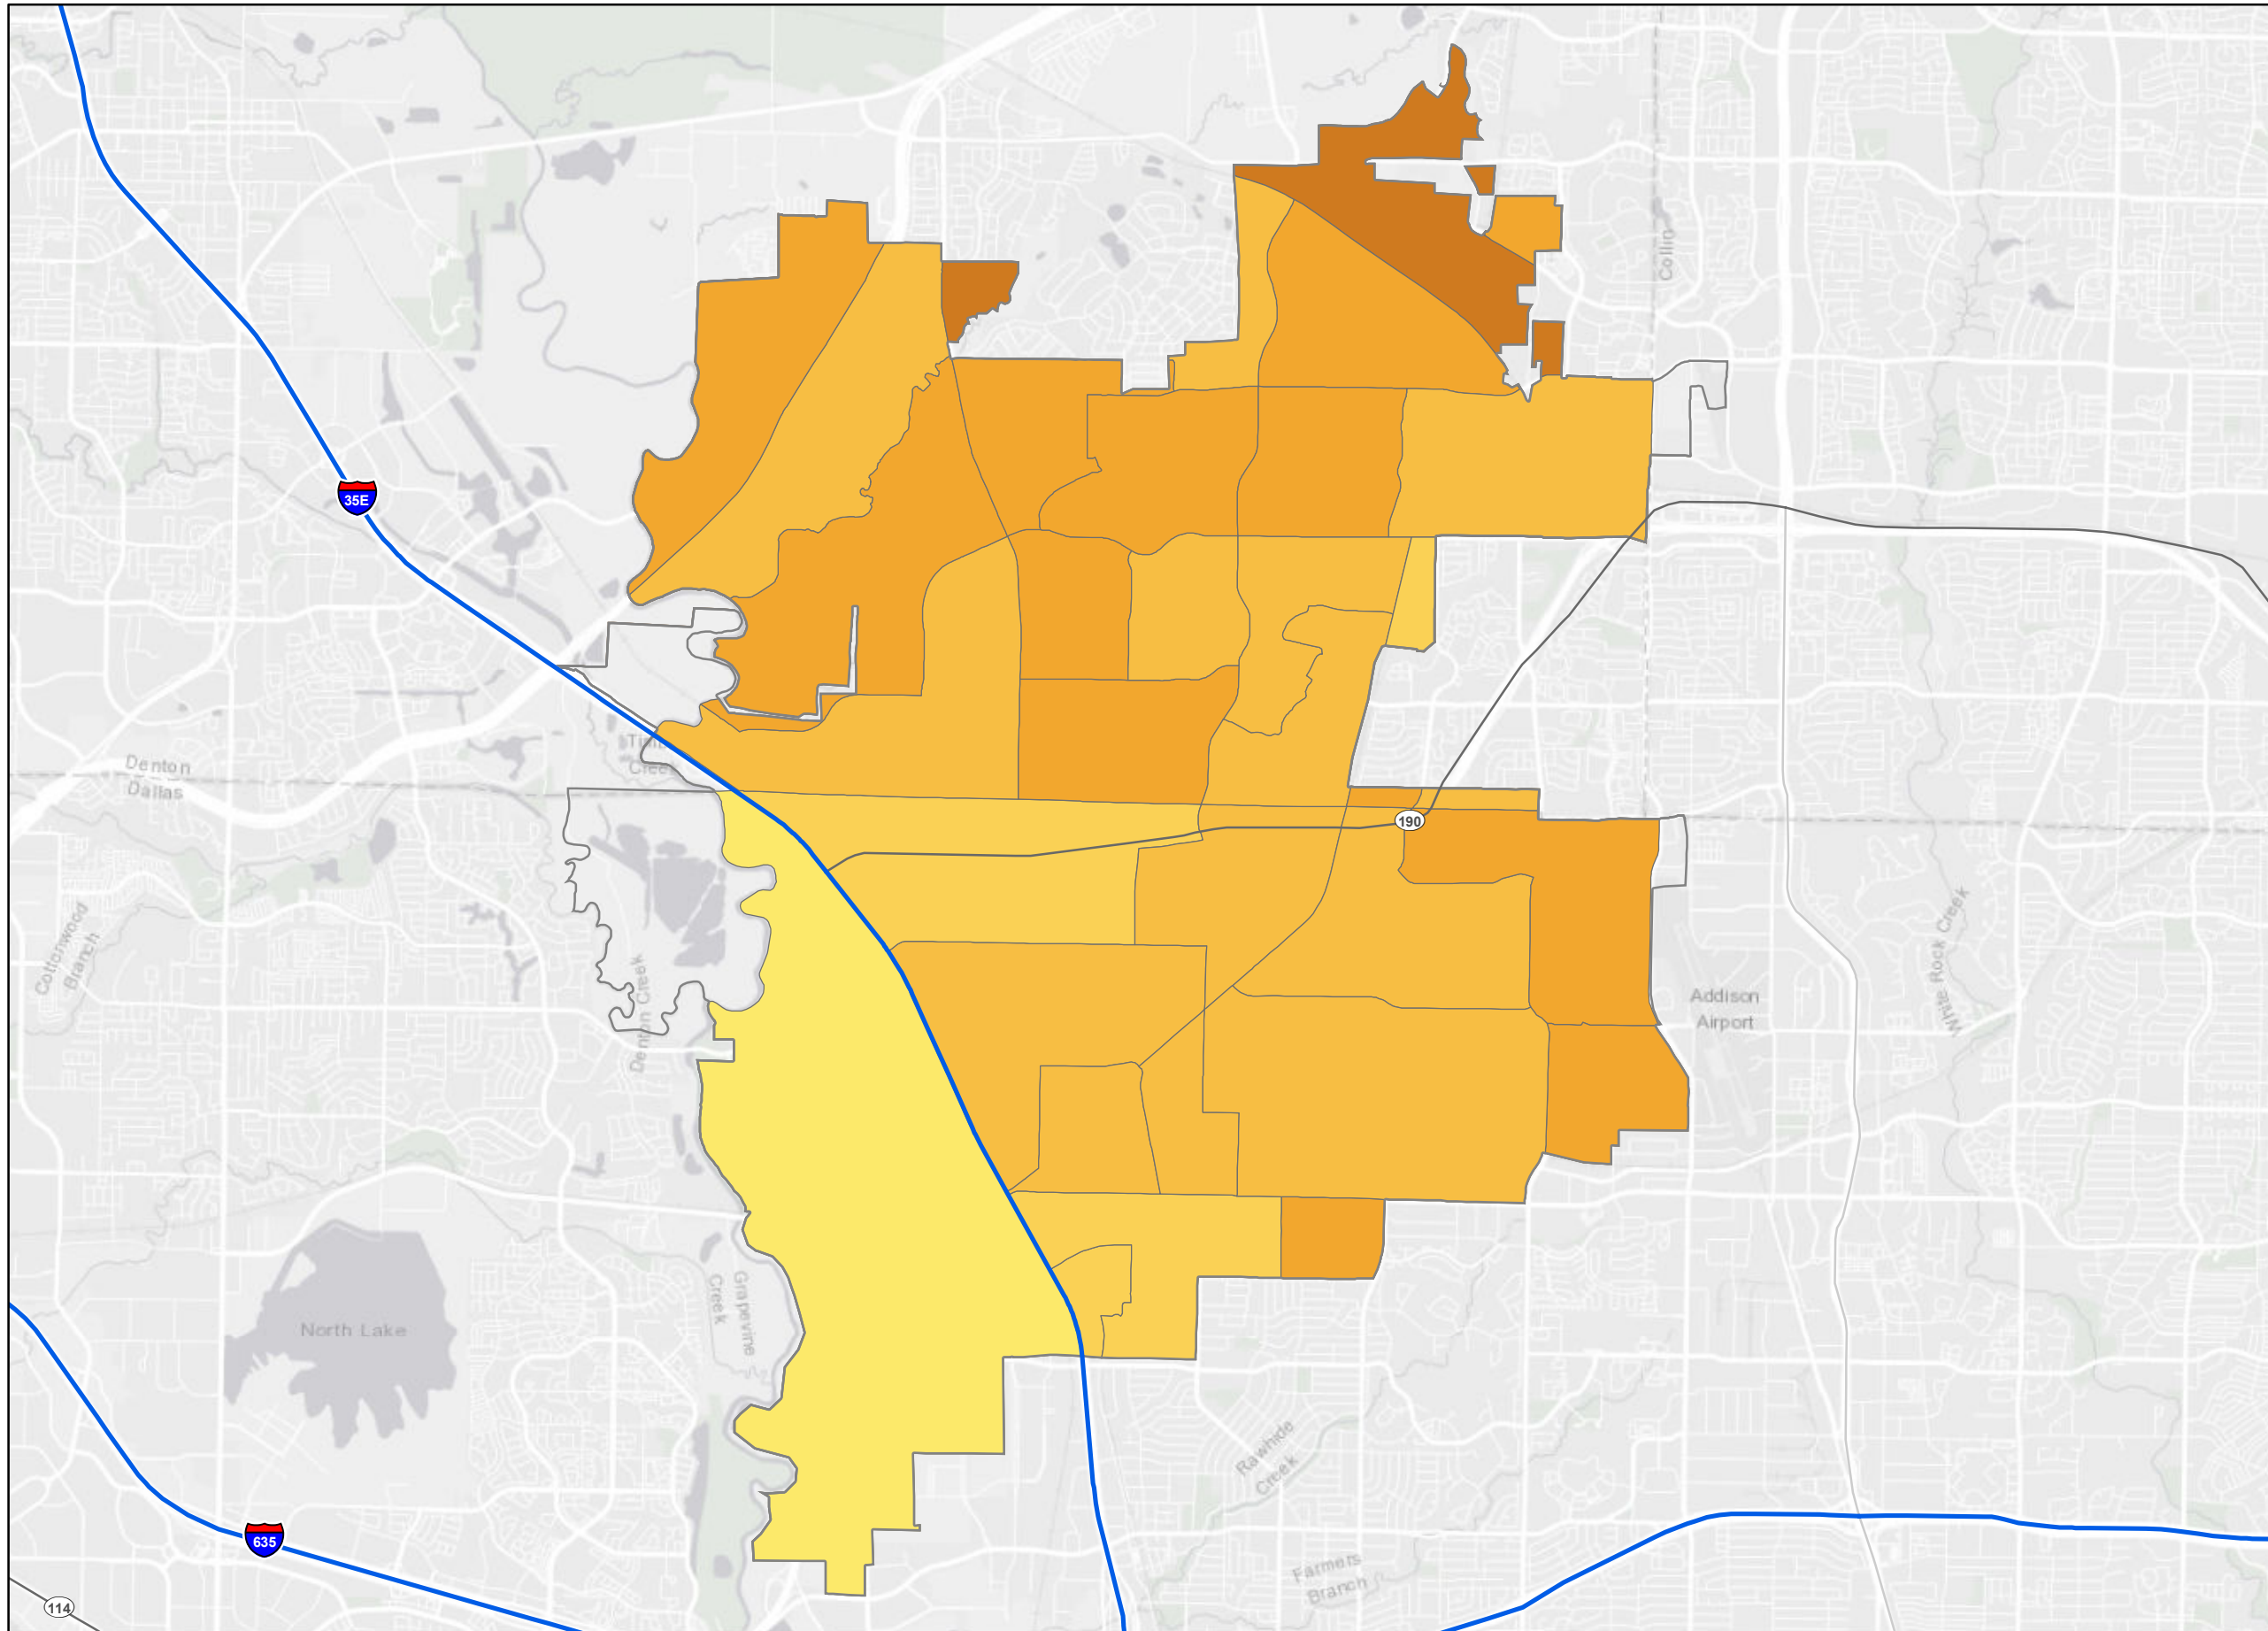 Collin
35E
Denton
Dallas
Creek
190
Cottonwood
Branch
Denton Creek
White Rock Creek
Addison
Airport
North Lake
Grapevine
Creek
Rawhide
Creek
635
Farmers
Branch
114